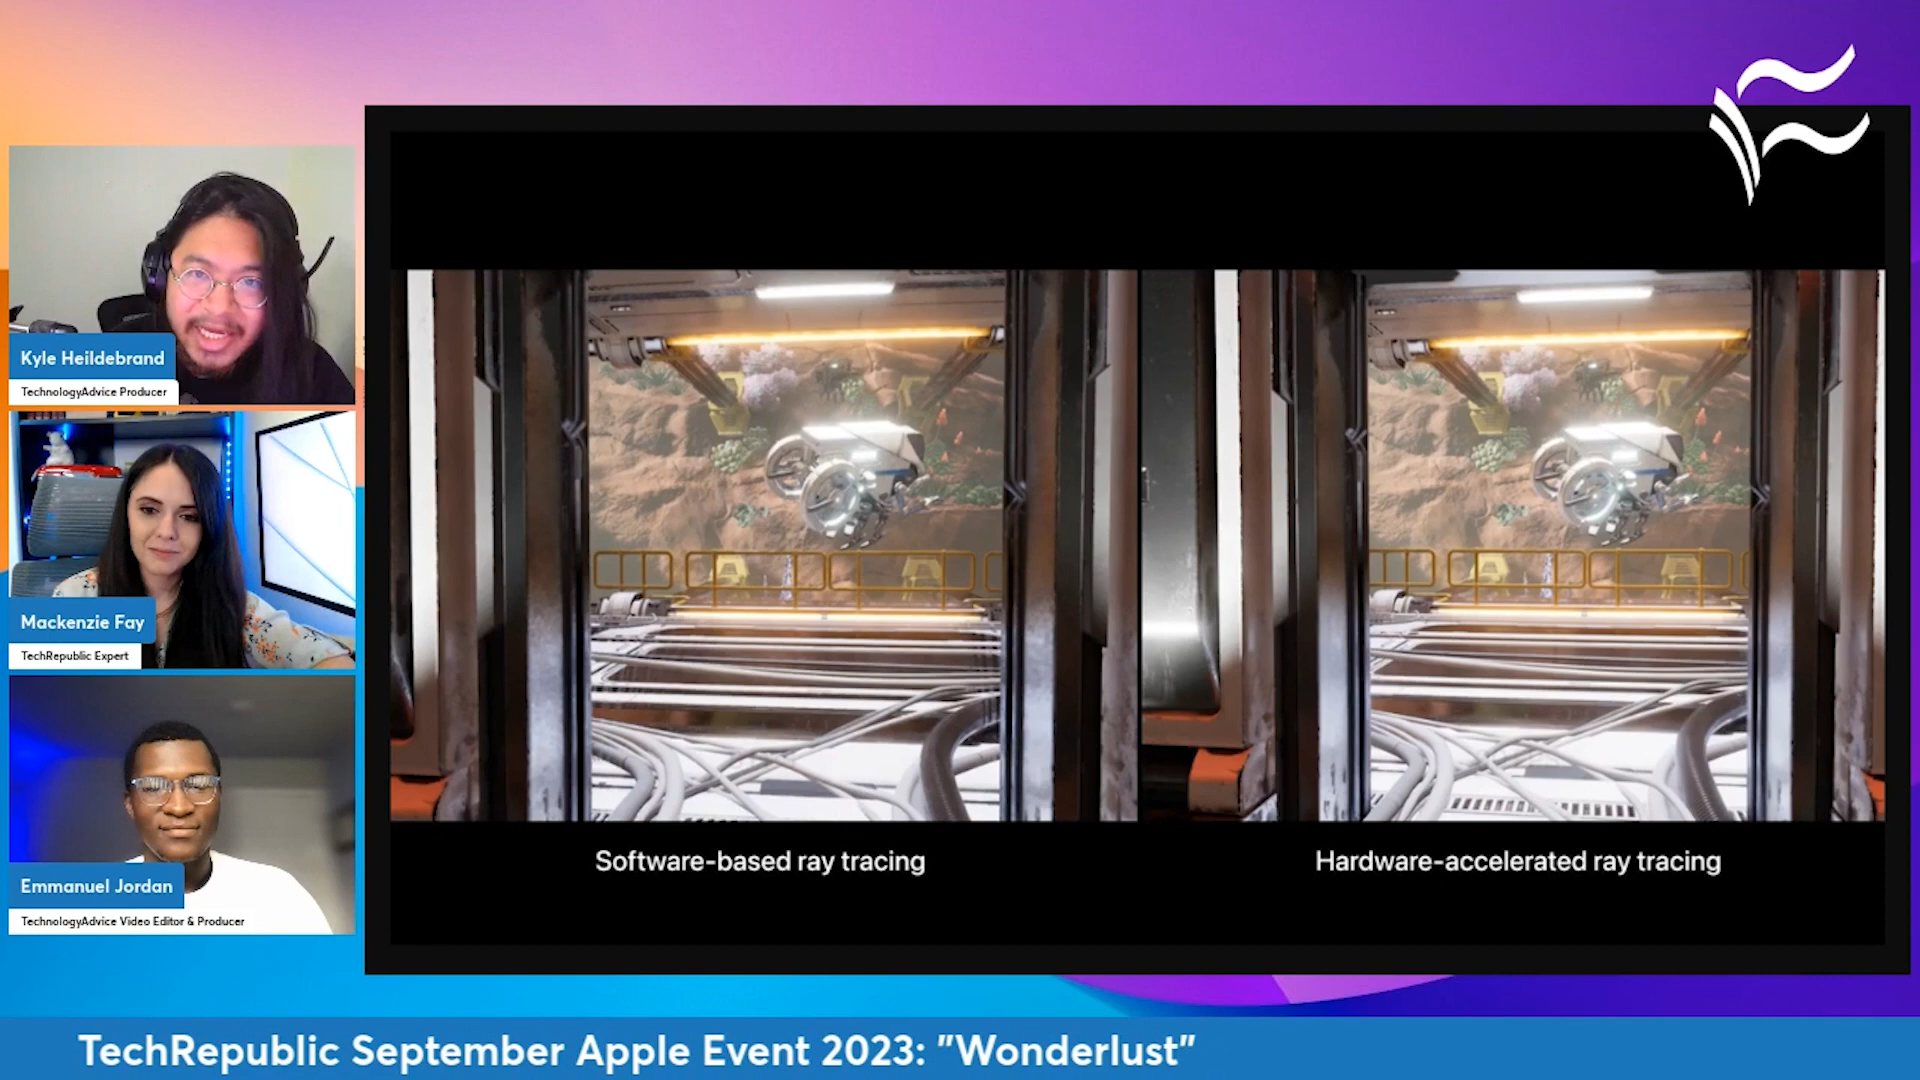 Kyle Heildebrand
TechnologyAdvice Producer
Mackenzie Fay
TechRepublic Expert
Emmanuel Jordan
TechnologyAdvice Video Editor & Producer
Software-based ray tracing
Hardware-accelerated ray tracing
TechRepublic September Apple Event 2023: "Wonderlust"